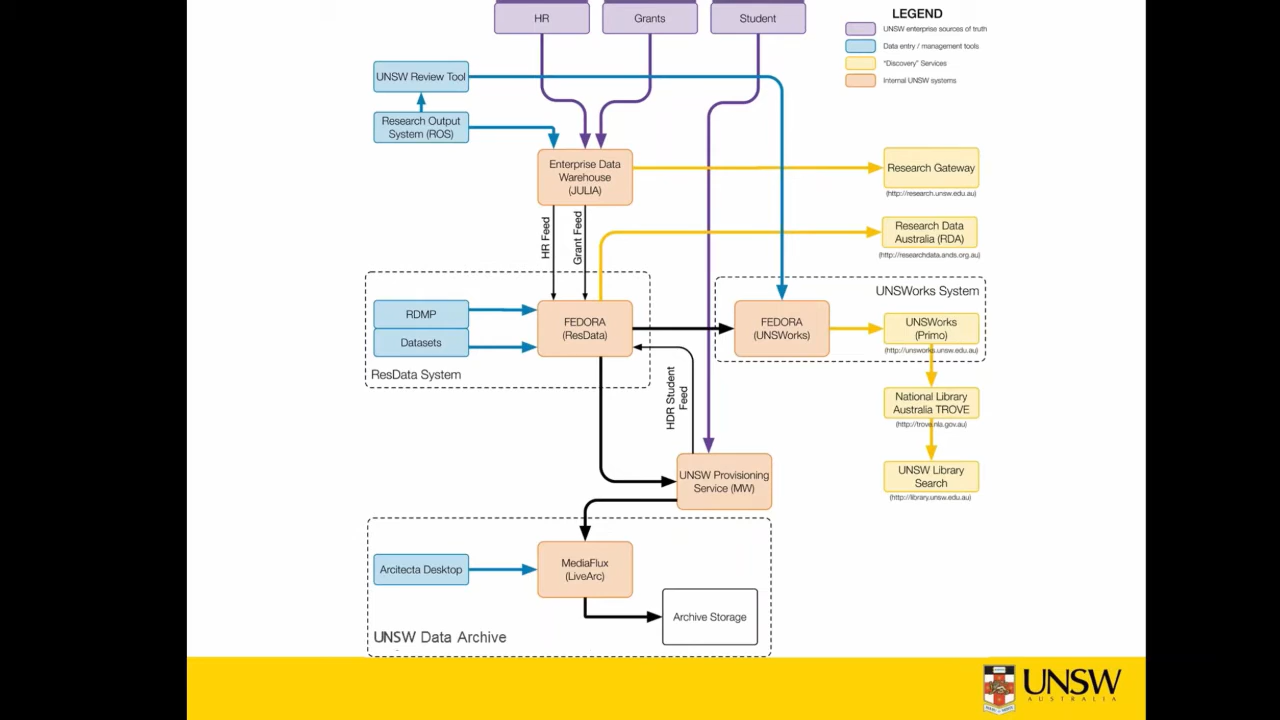 HR
Grants
Student
LEGEND
UNSW enterprise sources of truth
Data entry / management tools
"Discovery" Services
Internal UNSW systems
UNSW Review Tool
Research Output
System (ROS)
Enterprise Data
Warehouse
(JULIA)
Research Gateway
(http://research.unsw.edu.au)
HR Feed
Grant Feed
Research Data
Australia (RDA)
(http://researchdata.ands.org.au)
UNSWorks System
RDMP
Datasets
FEDORA
(ResData)
FEDORA
(UNSWorks)
UNSWorks
(Primo)
(http://unsworks.unsw.edu.au)
ResData System
HDR Student
Feed
National Library
Australia TROVE
(http://trove.nla.gov.au)
UNSW Provisioning
Service (MW)
UNSW Library
Search
(http://library.unsw.edu.au)
Arcitecta Desktop
MediaFlux
(LiveArc)
Archive Storage
UNSW Data Archive
UNSW
AUSTRALIA